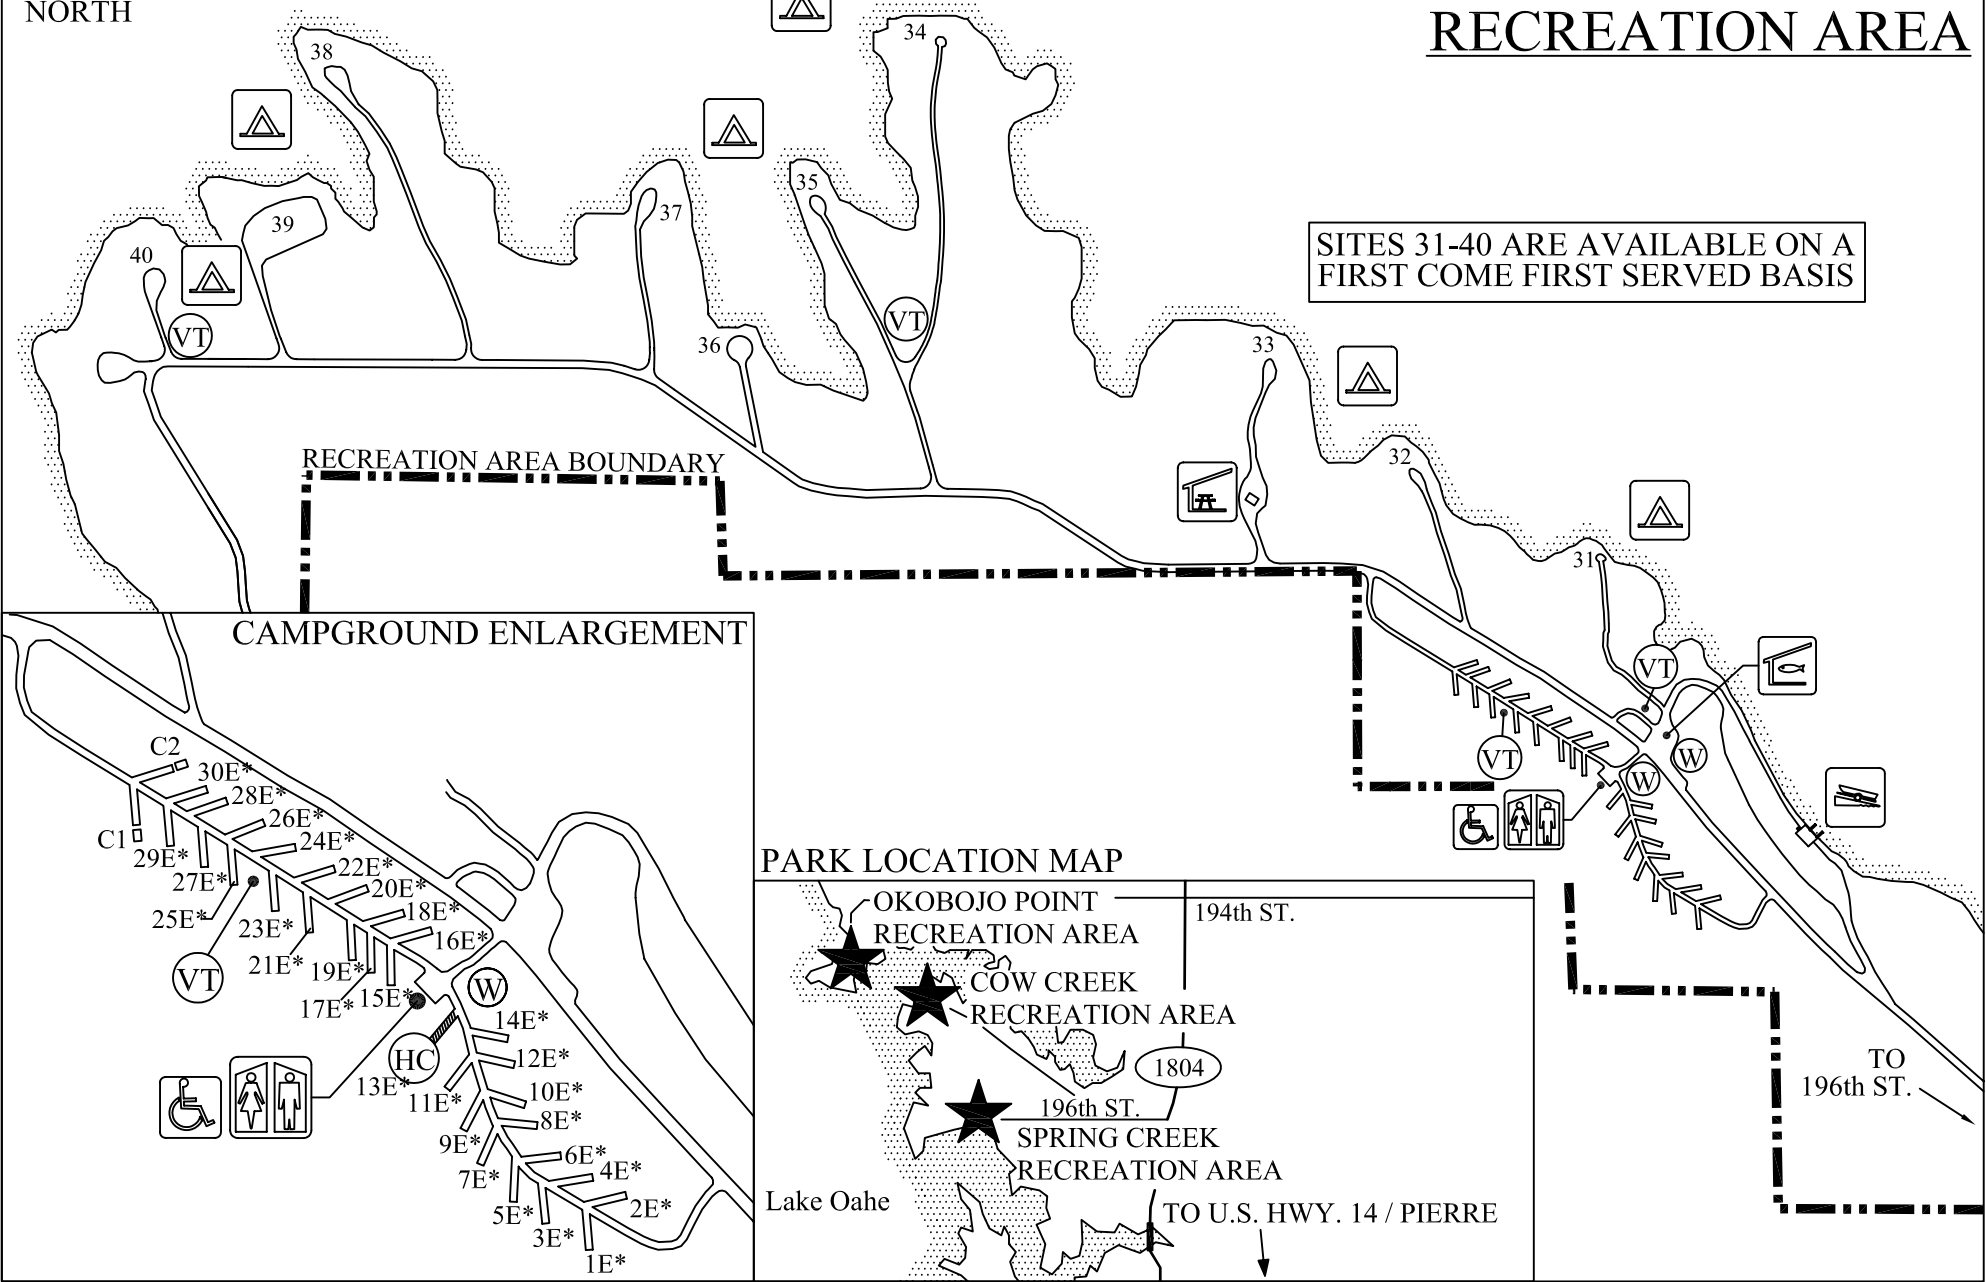 NORTH
RECREATION AREA
34
38
35
37
39
40
SITES 31-40 ARE AVAILABLE ON A
FIRST COME FIRST SERVED BASIS
VT
VT
36
33
32
RECREATION AREA BOUNDARY
31
VT
VT
W
W
CAMPGROUND ENLARGEMENT
C2
30E*
28E*
26E*
24E*
22E*
20E*
18E*
16E*
C1
29E*
27E*
25E*
23E*
21E*
19E*
17E*
15E*
VT
W
14E*
HC
13E*
12E*
11E*
10E*
9E*
8E*
7E*
6E*
5E*
4E*
3E*
2E*
1E*
PARK LOCATION MAP
OKOBOJO POINT
RECREATION AREA
194th ST.
COW CREEK
RECREATION AREA
1804
196th ST.
SPRING CREEK
RECREATION AREA
Lake Oahe
TO U.S. HWY. 14 / PIERRE
TO
196th ST.